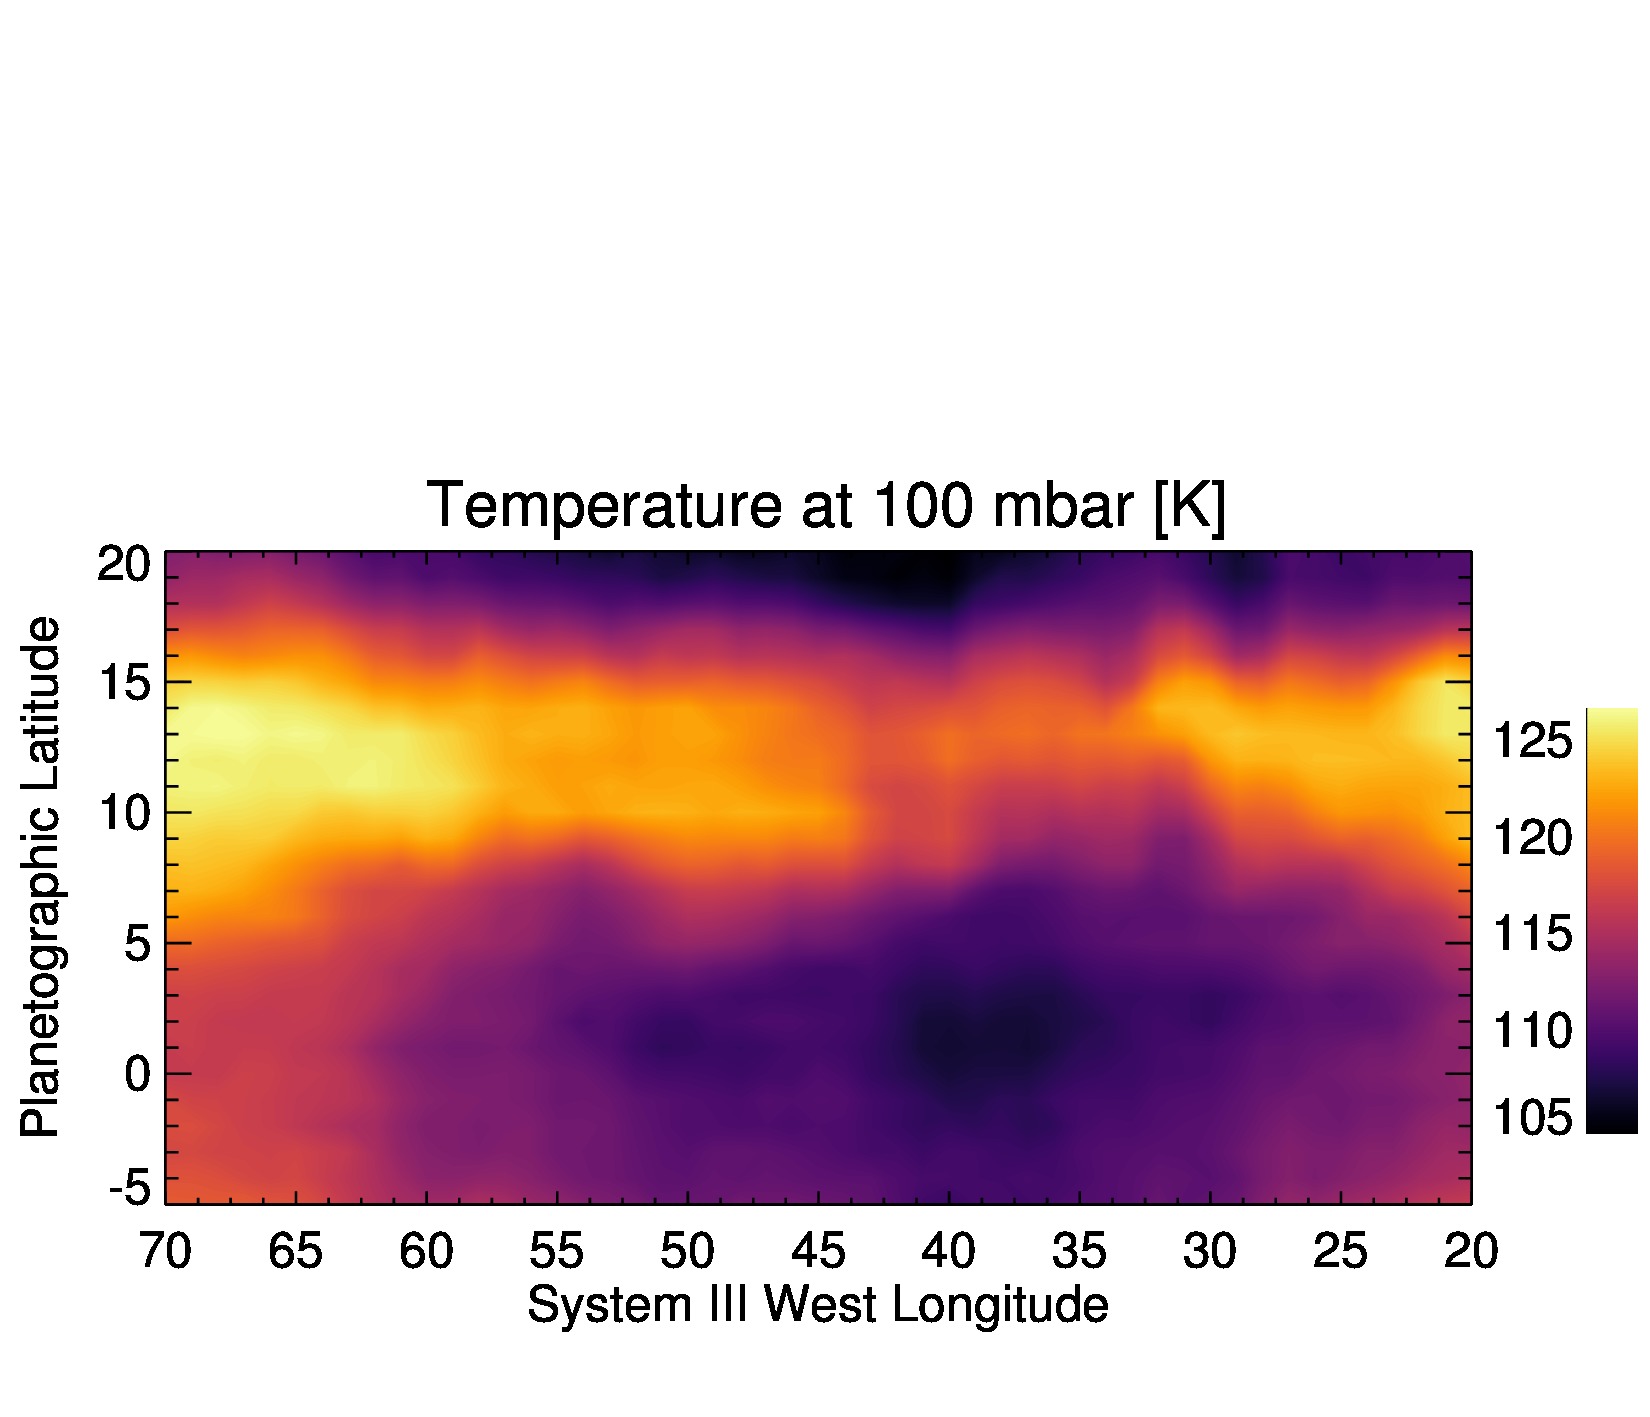 Temperature at 100 mbar [K]
20
15
10
5
0
-5
Planetographic Latitude
70 65 60 55 50 45 40 35 30 25 20
System III West Longitude
125
120
115
110
105